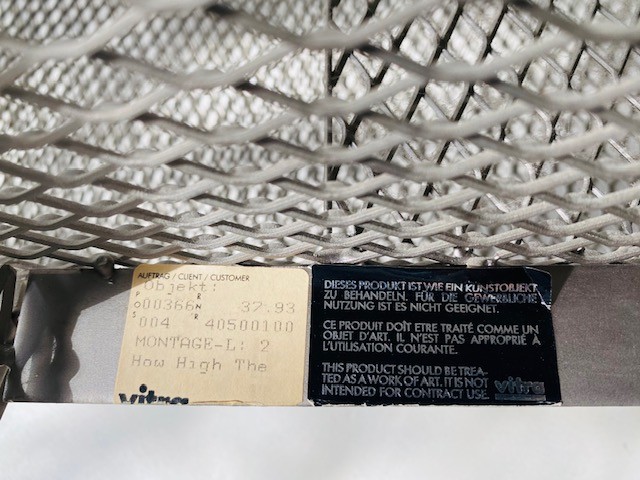 AUFTRAG / CLIENT / CUSTOMER
Objekt:
P R
o00366N 37.93
S R
004 40500100
MONTAGE-L: 2
How High The
vitra
DIESES PRODUKT IST WIE EIN KUNSTOBJEKT
ZU BEHANDELN. FÜR DIE GEWERBLICHE
NUTZUNG IST ES NICHT GEEIGNET.
CE PRODUIT DOÎT ETRE TRAITÉ COMME UN
OBJET D'ART. IL N'EST PAS APPROPRIÉ À
L'UTILISATION COURANTE.
THIS PRODUCT SHOULD BE TREA-
TED AS A WORK OF ART. IT IS NOT
INTENDED FOR CONTRACT USE.
vitra